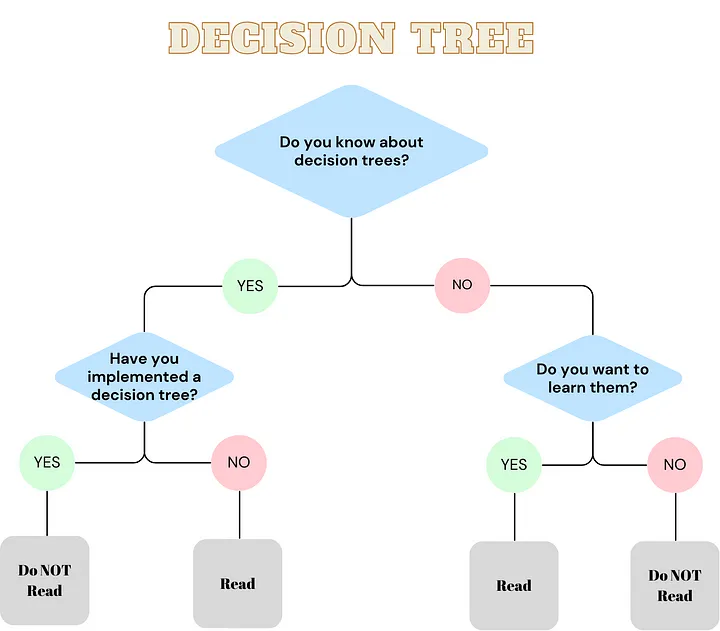 DECISION TREE
Do you know about
decision trees?
YES
NO
Have you
implemented a
decision tree?
Do you want to
learn them?
YES
NO
YES
NO
Do NOT
Read
Read
Read
Do NOT
Read